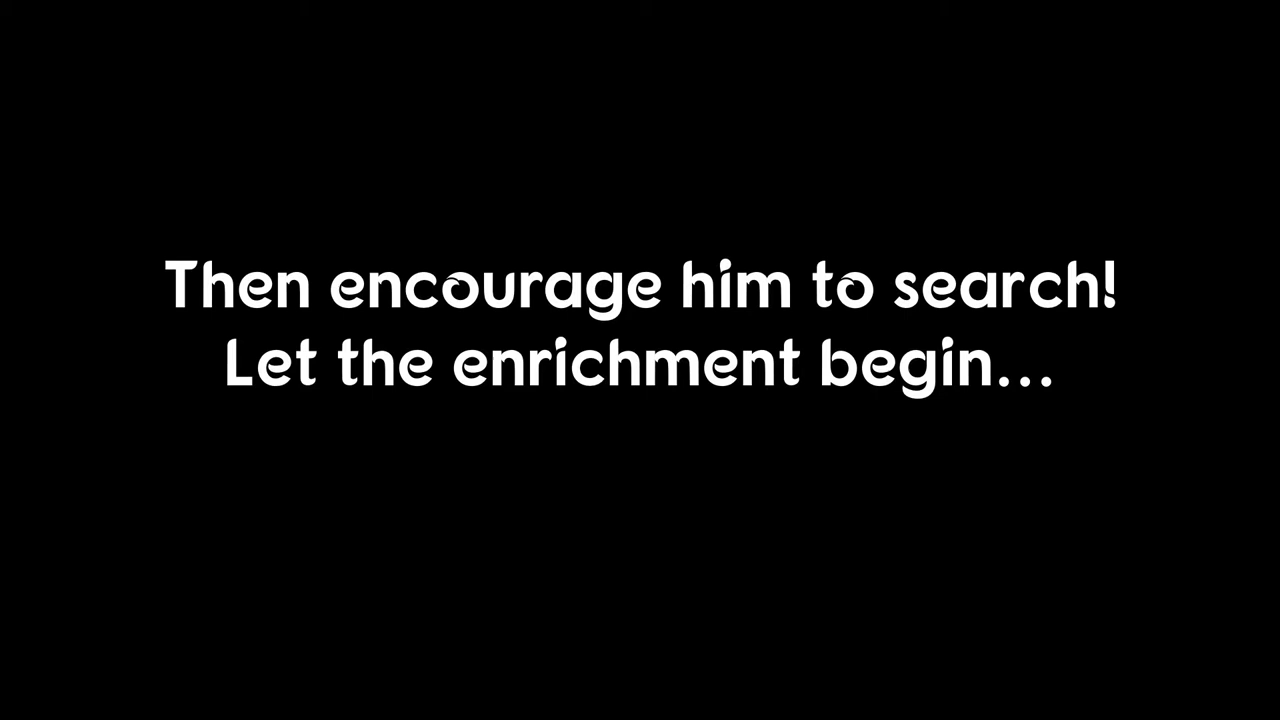 Then encourage him to search!
Let the enrichment begin...